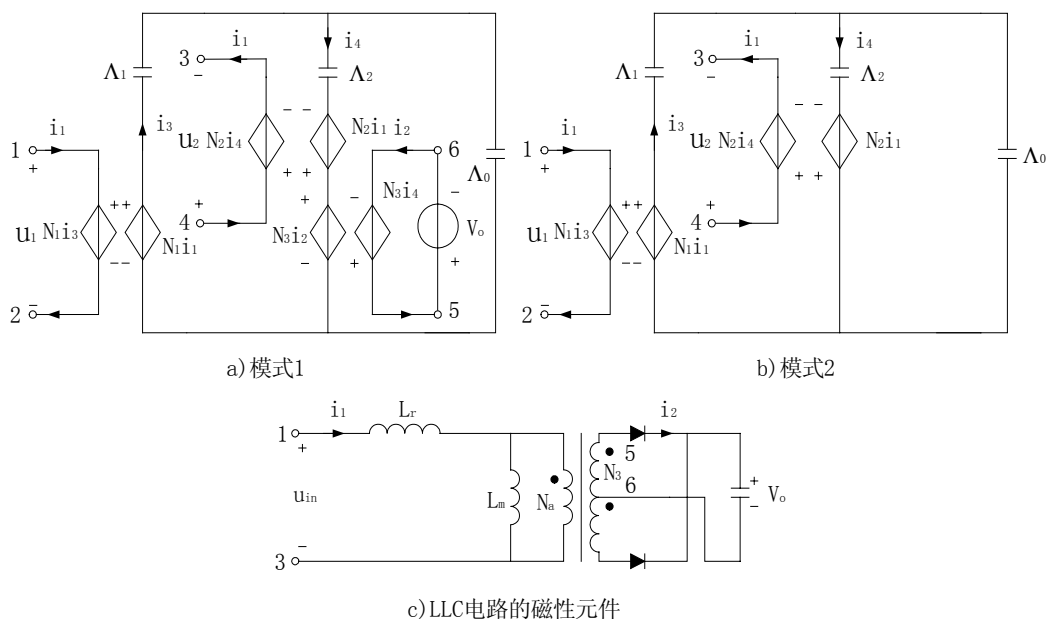 i₃ i₄ i₁
3
-
Λ₁ Λ₂
i₁ i₃
u₂ N₂i₄ - - N₂i₁ i₂
1 + + + 6
4 + + - N₃i₄ - Λ₀
u₁ N₁i₃ + + N₁i₁ N₃i₂ V₀
- - - + +
2 - 5
a)模式1
i₁ i₄
3
-
Λ₁ Λ₂
i₁ i₃
u₂ N₂i₄ - - N₂i₁
1 + + + Λ₀
4 +
u₁ N₁i₃ + + N₁i₁
- -
2 -
b)模式2
i₁ Lᵣ i₂
1 +
5
N₃
uᵢₙ Lₘ Nₐ 6 + Vₒ
-
3 -
c)LLC电路的磁性元件